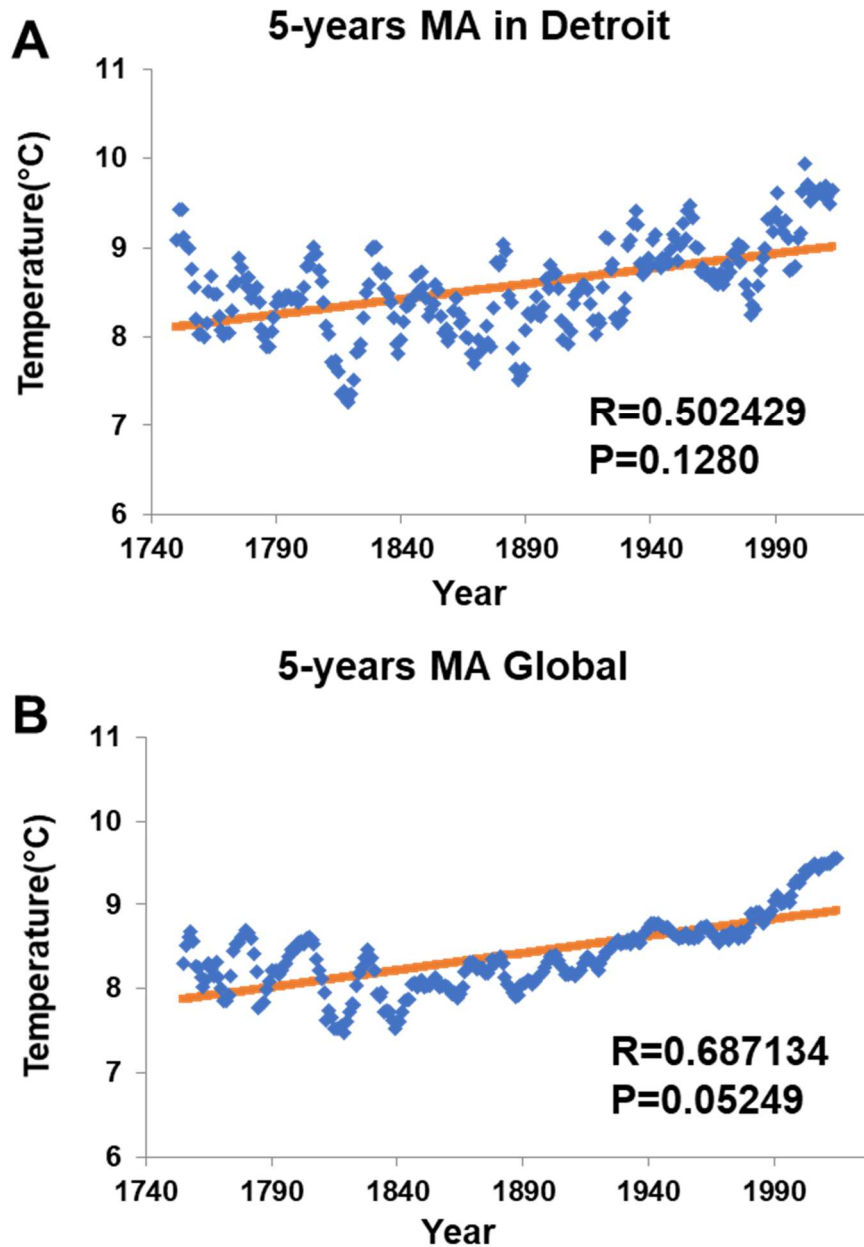 5-years MA in Detroit
A
11
10
9
8
7
6
Temperature(°C)
R=0.502429
P=0.1280
1740 1790 1840 1890 1940 1990
Year
5-years MA Global
B
11
10
9
8
7
6
Temperature(°C)
R=0.687134
P=0.05249
1740 1790 1840 1890 1940 1990
Year